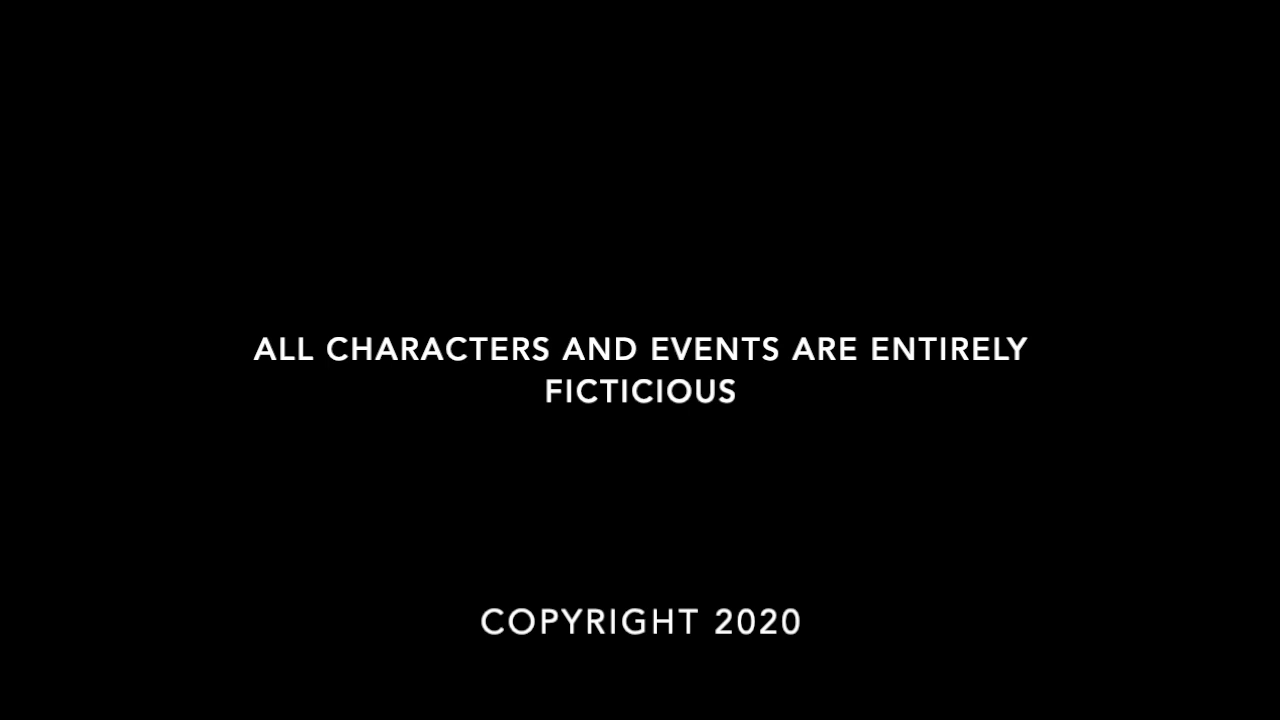 ALL CHARACTERS AND EVENTS ARE ENTIRELY
FICTICIOUS
COPYRIGHT 2020